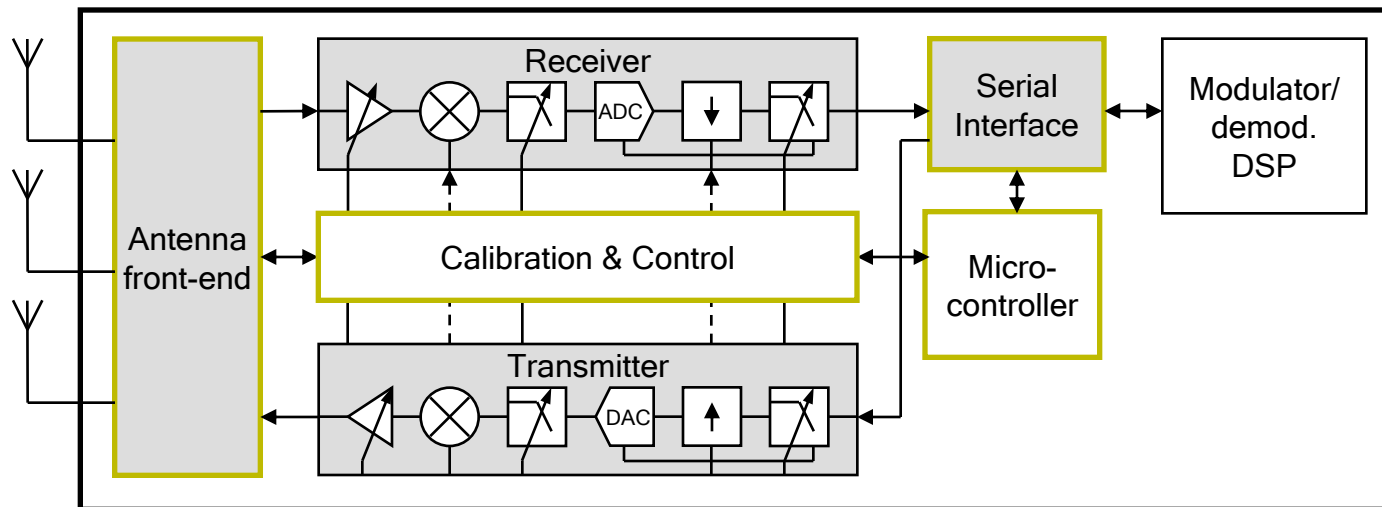 Receiver
ADC
Serial
Interface
Modulator/
demod.
DSP
Antenna
front-end
Calibration & Control
Micro-
controller
Transmitter
DAC